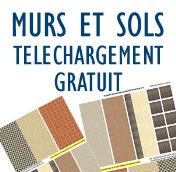 MURS ET SOLS
TELECHARGEMENT
GRATUIT